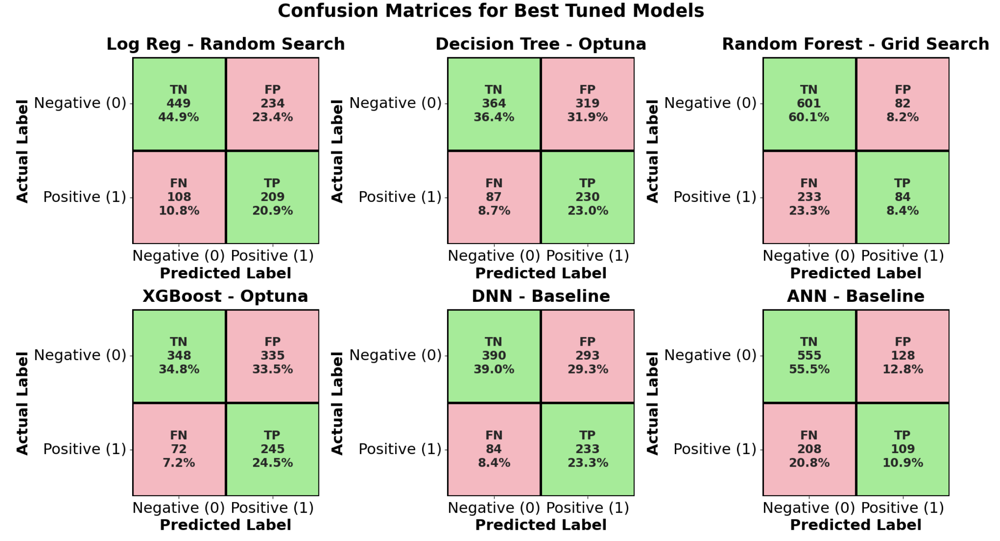 Confusion Matrices for Best Tuned Models
Log Reg - Random Search
Actual Label
Negative (0)
Positive (1)
TN
449
44.9%
FP
234
23.4%
FN
108
10.8%
TP
209
20.9%
Negative (0) Positive (1)
Predicted Label
Decision Tree - Optuna
Actual Label
Negative (0)
Positive (1)
TN
364
36.4%
FP
319
31.9%
FN
87
8.7%
TP
230
23.0%
Negative (0) Positive (1)
Predicted Label
Random Forest - Grid Search
Actual Label
Negative (0)
Positive (1)
TN
601
60.1%
FP
82
8.2%
FN
233
23.3%
TP
84
8.4%
Negative (0) Positive (1)
Predicted Label
XGBoost - Optuna
Actual Label
Negative (0)
Positive (1)
TN
348
34.8%
FP
335
33.5%
FN
72
7.2%
TP
245
24.5%
Negative (0) Positive (1)
Predicted Label
DNN - Baseline
Actual Label
Negative (0)
Positive (1)
TN
390
39.0%
FP
293
29.3%
FN
84
8.4%
TP
233
23.3%
Negative (0) Positive (1)
Predicted Label
ANN - Baseline
Actual Label
Negative (0)
Positive (1)
TN
555
55.5%
FP
128
12.8%
FN
208
20.8%
TP
109
10.9%
Negative (0) Positive (1)
Predicted Label